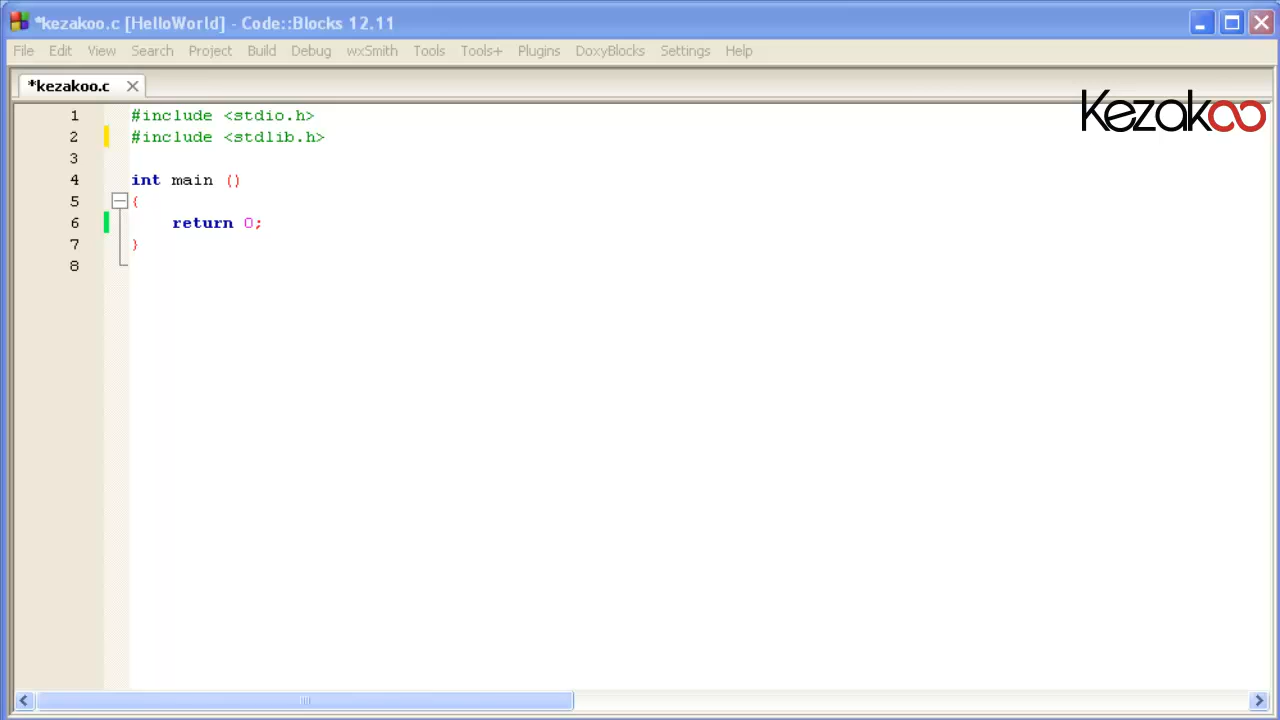 *kezakoo.c [HelloWorld] - Code::Blocks 12.11
File Edit View Search Project Build Debug wxSmith Tools Tools+ Plugins DoxyBlocks Settings Help
*kezakoo.c
Kezakoo
1 #include <stdio.h>
2 #include <stdlib.h>
3
4 int main ()
5 {
6 return 0;
7 }
8